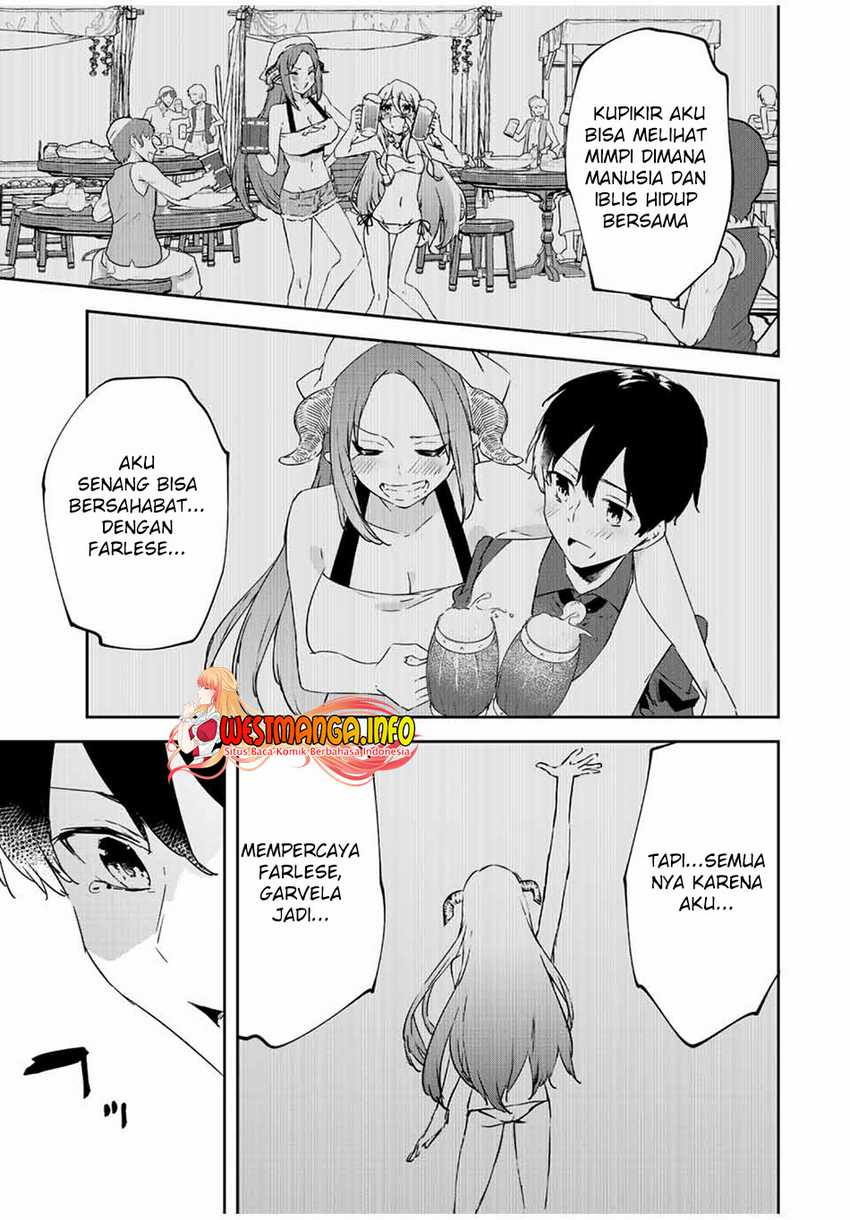 KUPIKIR AKU
BISA MELIHAT
MIMPI DIMANA
MANUSIA DAN
IBLIS HIDUP
BERSAMA
AKU
SENANG BISA
BERSAHABAT...
DENGAN
FARLESE...
WESTMANGA.INFO
Situs Baca Komik Berbahasa Indonesia
TAPI...SEMUA
NYA KARENA
AKU...
MEMPERCAYA
FARLESE,
GARVELA
JADI...